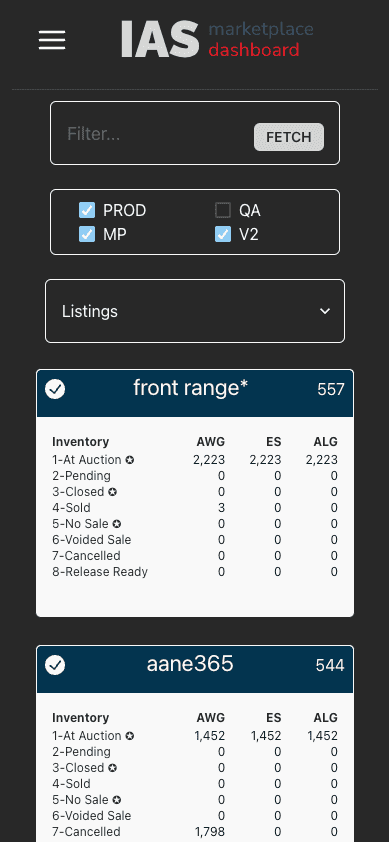 IAS marketplace
dashboard
Filter...
FETCH
PROD QA
MP V2
Listings
front range* 557
Inventory AWG ES ALG
1-At Auction ✪ 2,223 2,223 2,223
2-Pending 0 0 0
3-Closed ✪ 0 0 0
4-Sold 3 0 0
5-No Sale ✪ 0 0 0
6-Voided Sale 0 0 0
7-Cancelled 0 0 0
8-Release Ready 0 0 0
aane365 544
Inventory AWG ES ALG
1-At Auction ✪ 1,452 1,452 1,452
2-Pending 0 0 0
3-Closed ✪ 0 0 0
4-Sold 0 0 0
5-No Sale ✪ 0 0 0
6-Voided Sale 0 0 0
7-Cancelled 1,798 0 0